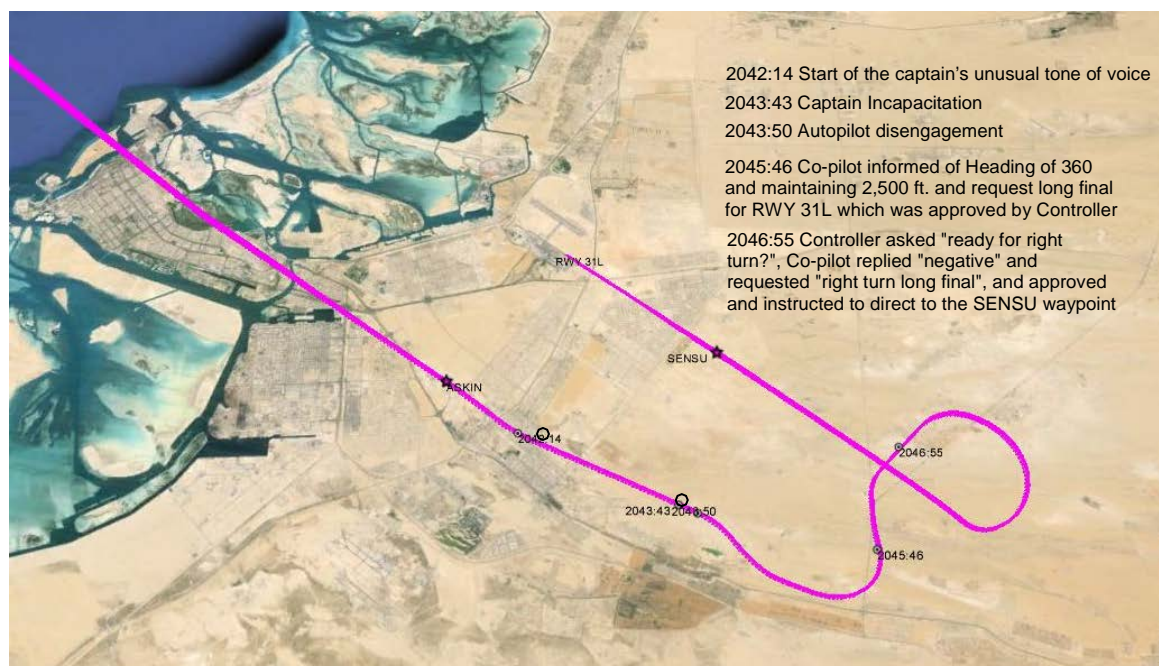 2042:14 Start of the captain's unusual tone of voice
2043:43 Captain Incapacitation
2043:50 Autopilot disengagement
2045:46 Co-pilot informed of Heading of 360
and maintaining 2,500 ft. and request long final
for RWY 31L which was approved by Controller
2046:55 Controller asked "ready for right
turn?", Co-pilot replied "negative" and
requested "right turn long final", and approved
and instructed to direct to the SENSU waypoint
RWY 31L
SENSU
ASKIN
2042:14
2046:55
2043:43 2043:50
2045:46